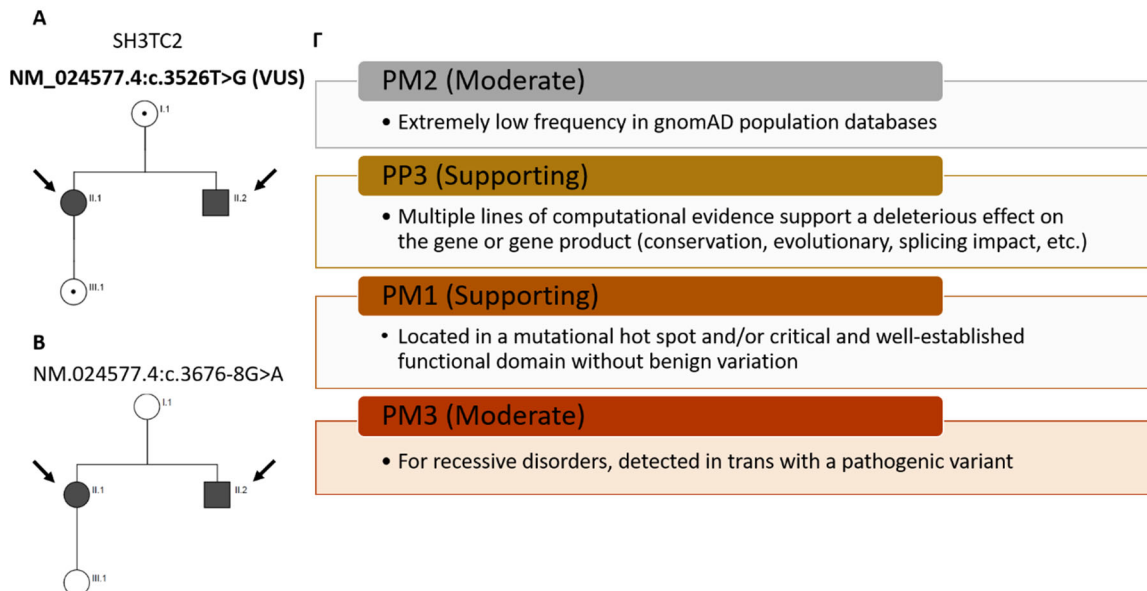 A
SH3TC2
NM_024577.4:c.3526T>G (VUS)
I.1
II.1
II.2
III.1
B
NM.024577.4:c.3676-8G>A
I.1
II.1
II.2
III.1
Γ
PM2 (Moderate)
• Extremely low frequency in gnomAD population databases
PP3 (Supporting)
• Multiple lines of computational evidence support a deleterious effect on
the gene or gene product (conservation, evolutionary, splicing impact, etc.)
PM1 (Supporting)
• Located in a mutational hot spot and/or critical and well-established
functional domain without benign variation
PM3 (Moderate)
• For recessive disorders, detected in trans with a pathogenic variant